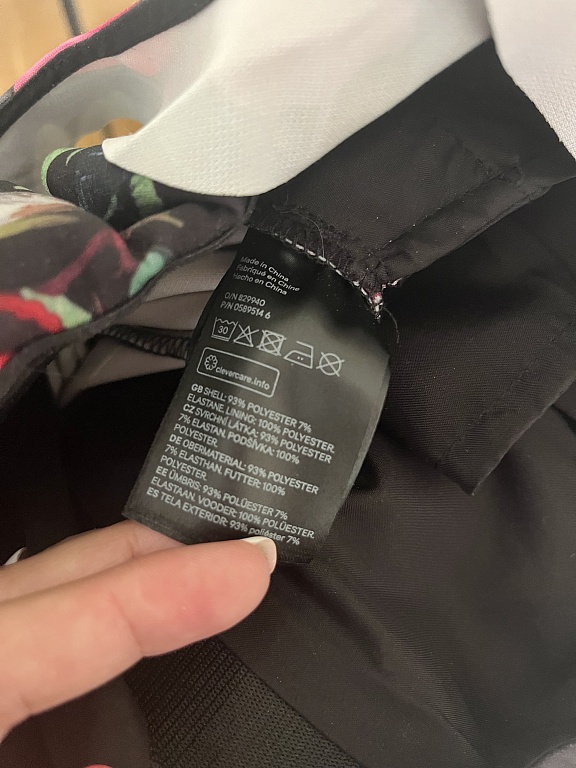 Made in China
Fabriqué en Chine
Hecho en China
O/N 829940
P/N 0589514 6
30
clevercare.info
GB SHELL: 93% POLYESTER 7%
ELASTANE. LINING: 100% POLYESTER.
CZ SVRCHNÍ LÁTKA: 93% POLYESTER
7% ELASTAN. PODŠÍVKA: 100%
POLYESTER.
DE OBERMATERIAL: 93% POLYESTER
7% ELASTHAN. FUTTER: 100%
POLYESTER.
EE ÜMBRIS: 93% POLÜESTER 7%
ELASTAAN. VOODER: 100% POLÜESTER.
ES TELA EXTERIOR: 93% poliéster 7%